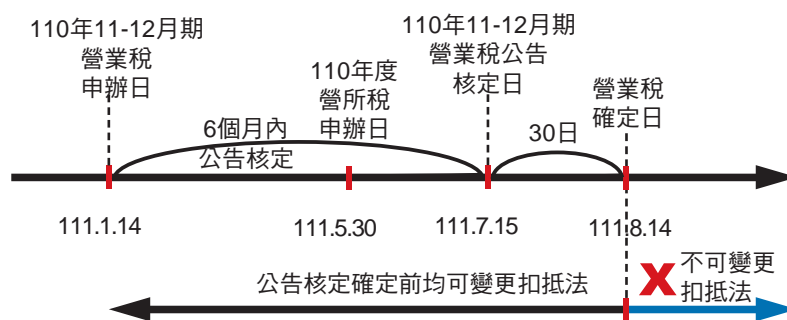 110年11-12月期
營業稅
申辦日
110年度
營所稅
申辦日
110年11-12月期
營業稅公告
核定日
營業稅
確定日
6個月內
公告核定
30日
111.1.14
111.5.30
111.7.15
111.8.14
公告核定確定前均可變更扣抵法
X 不可變更
扣抵法